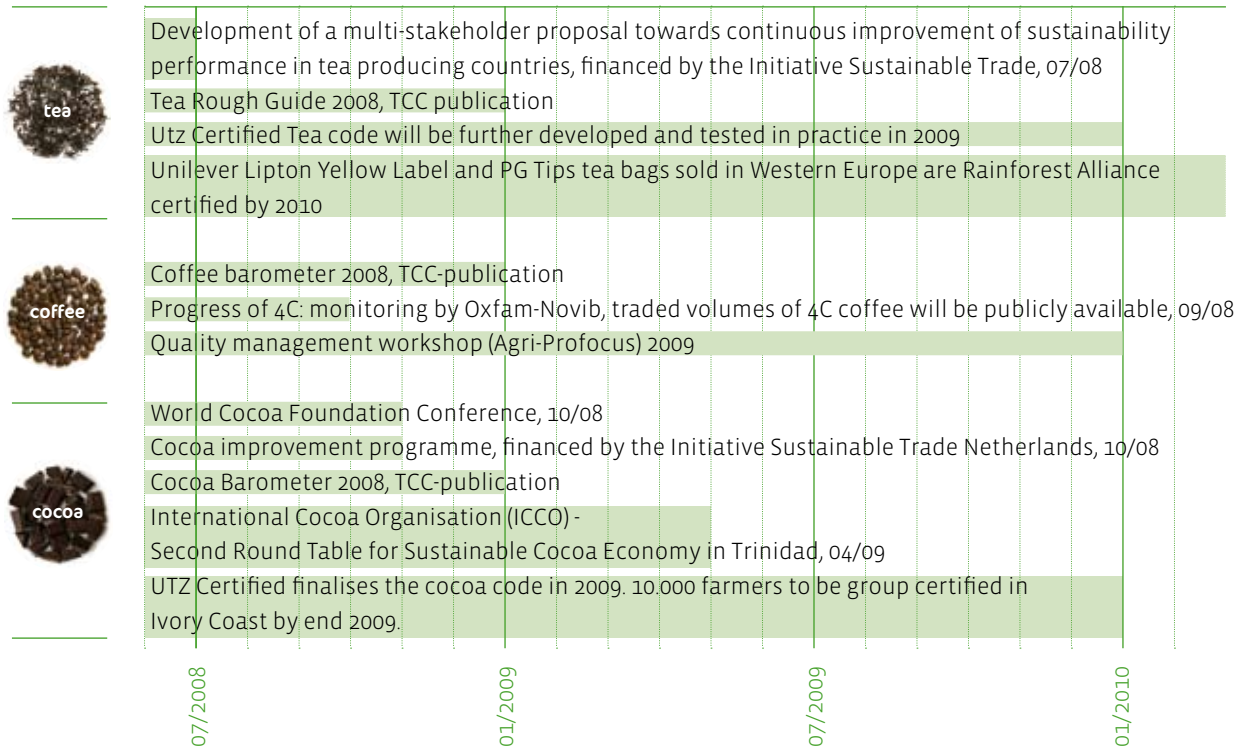 Development of a multi-stakeholder proposal towards continuous improvement of sustainability
performance in tea producing countries, financed by the Initiative Sustainable Trade, 07/08
tea
Tea Rough Guide 2008, TCC publication
Utz Certified Tea code will be further developed and tested in practice in 2009
Unilever Lipton Yellow Label and PG Tips tea bags sold in Western Europe are Rainforest Alliance
certified by 2010
Coffee barometer 2008, TCC-publication
coffee
Progress of 4C: monitoring by Oxfam-Novib, traded volumes of 4C coffee will be publicly available, 09/08
Quality management workshop (Agri-Profocus) 2009
World Cocoa Foundation Conference, 10/08
Cocoa improvement programme, financed by the Initiative Sustainable Trade Netherlands, 10/08
Cocoa Barometer 2008, TCC-publication
cocoa
International Cocoa Organisation (ICCO) -
Second Round Table for Sustainable Cocoa Economy in Trinidad, 04/09
UTZ Certified finalises the cocoa code in 2009. 10.000 farmers to be group certified in
Ivory Coast by end 2009.
07/2008
01/2009
07/2009
01/2010